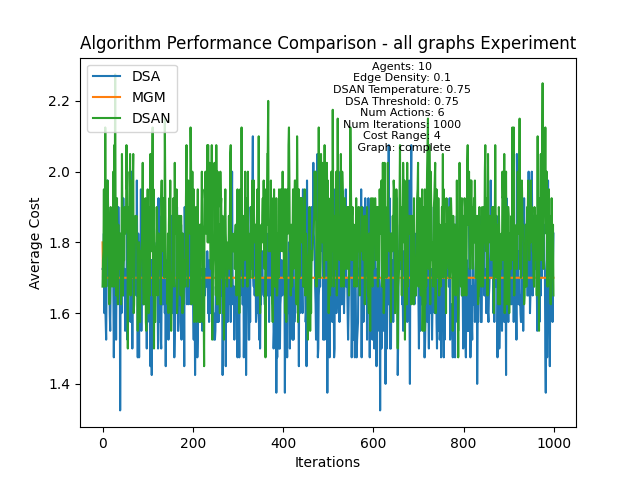 Algorithm Performance Comparison - all graphs Experiment
DSA
MGM
DSAN
Agents: 10
Edge Density: 0.1
DSAN Temperature: 0.75
DSA Threshold: 0.75
Num Actions: 6
Num Iterations: 1000
Cost Range: 4
Graph: complete
Average Cost
2.2
2.0
1.8
1.6
1.4
0
200
400
600
800
1000
Iterations